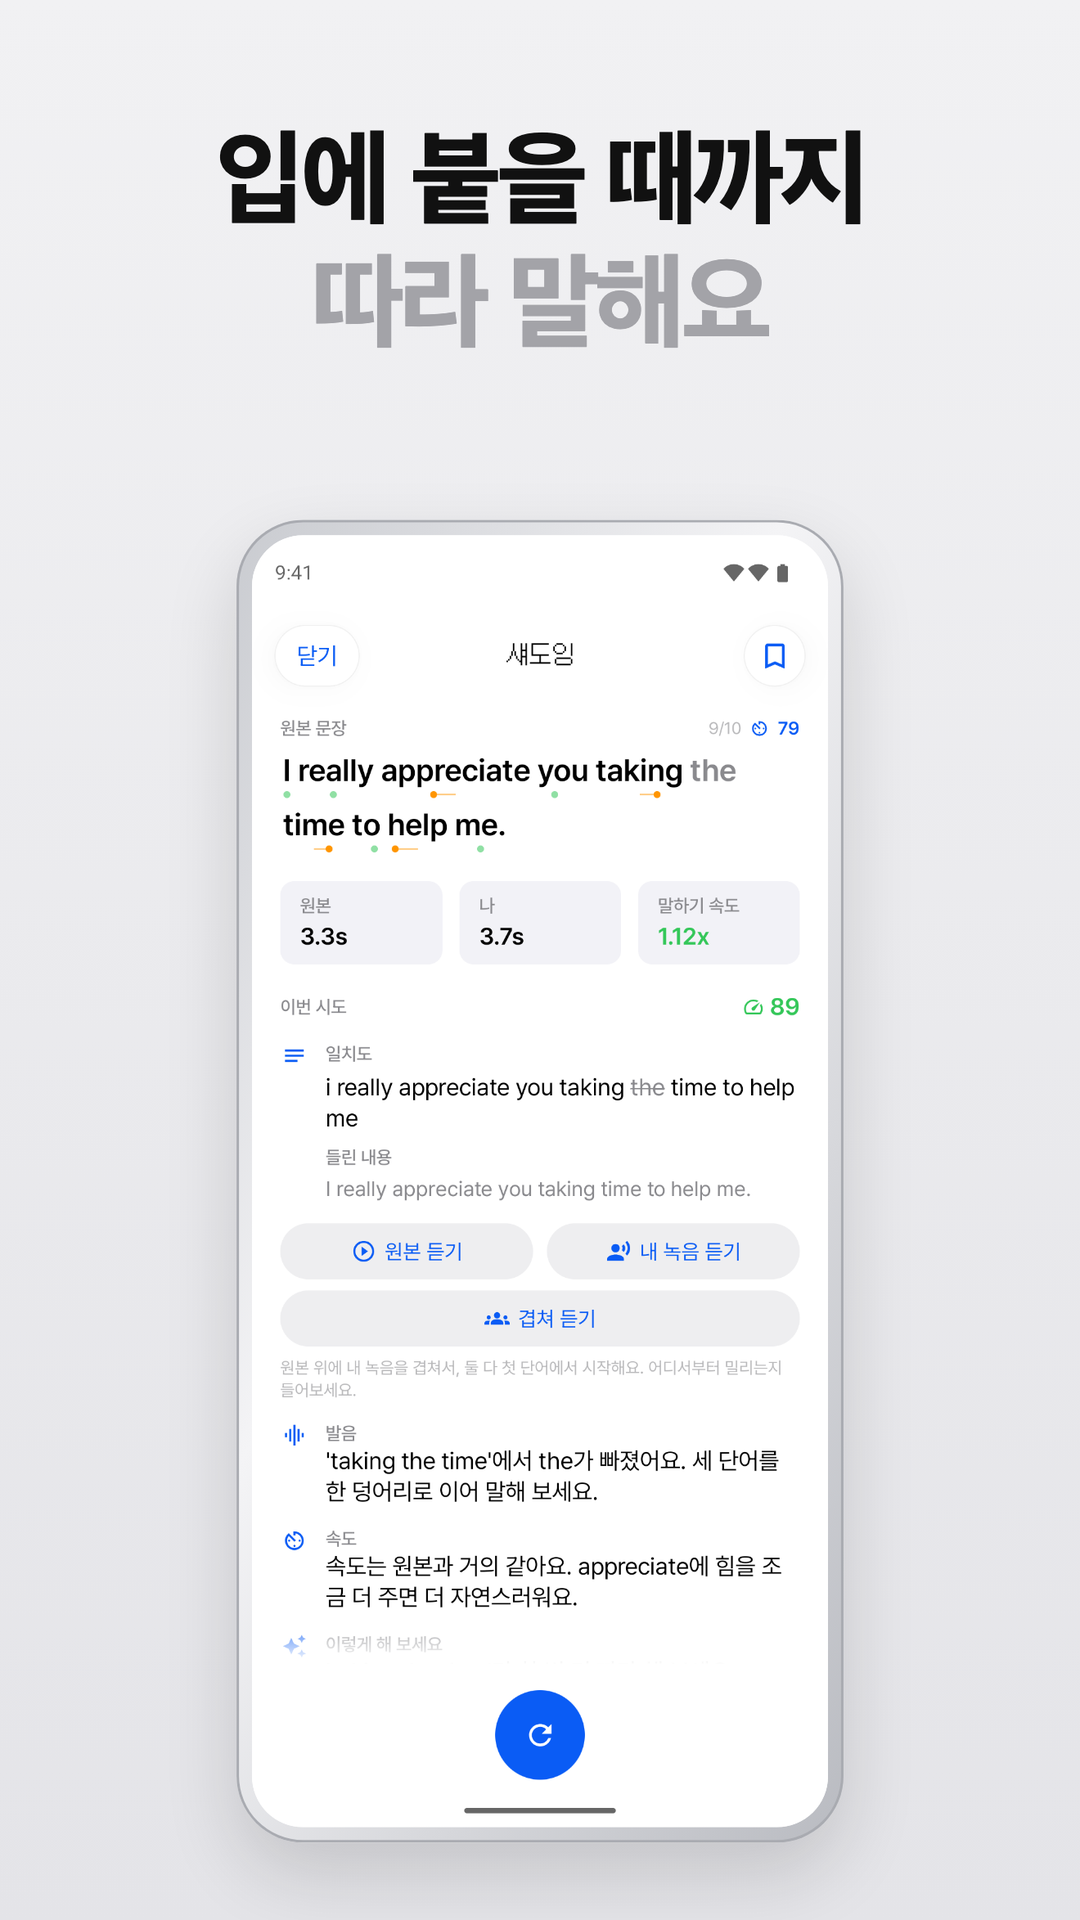 입에 붙을 때까지
따라 말해요
9:41
닫기
섀도잉
원본 문장
9/10 79
I really appreciate you taking the
time to help me.
원본
3.3s
나
3.7s
말하기 속도
1.12x
이번 시도
89
일치도
i really appreciate you taking the time to help
me
들린 내용
I really appreciate you taking time to help me.
원본 듣기
내 녹음 듣기
겹쳐 듣기
원본 위에 내 녹음을 겹쳐서, 둘 다 첫 단어에서 시작해요. 어디서부터 밀리는지
들어보세요.
발음
'taking the time'에서 the가 빠졌어요. 세 단어를
한 덩어리로 이어 말해 보세요.
속도
속도는 원본과 거의 같아요. appreciate에 힘을 조
금 더 주면 더 자연스러워요.
이렇게 해 보세요